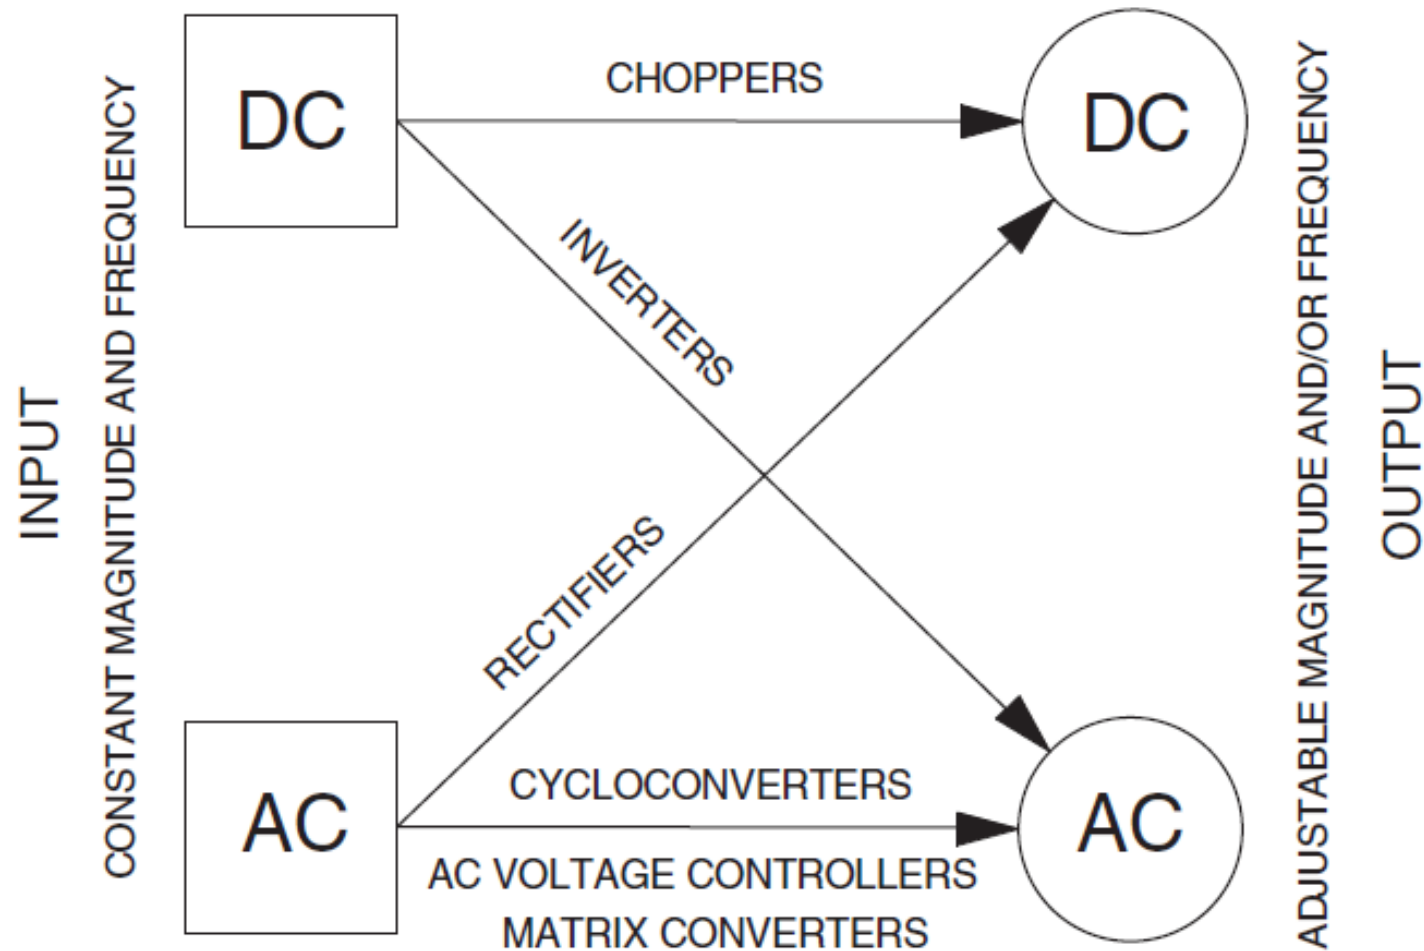 INPUT
CONSTANT MAGNITUDE AND FREQUENCY
DC
CHOPPERS
DC
INVERTERS
RECTIFIERS
AC
CYCLOCONVERTERS
AC VOLTAGE CONTROLLERS
MATRIX CONVERTERS
AC
ADJUSTABLE MAGNITUDE AND/OR FREQUENCY
OUTPUT